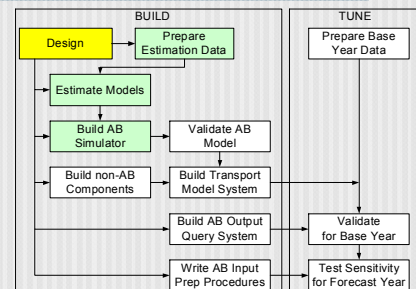 BUILD
TUNE
Design
Prepare
Estimation Data
Prepare Base
Year Data
Estimate Models
Build AB
Simulator
Validate AB
Model
Build non-AB
Components
Build Transport
Model System
Build AB Output
Query System
Validate
for Base Year
Write AB Input
Prep Procedures
Test Sensitivity
for Forecast Year